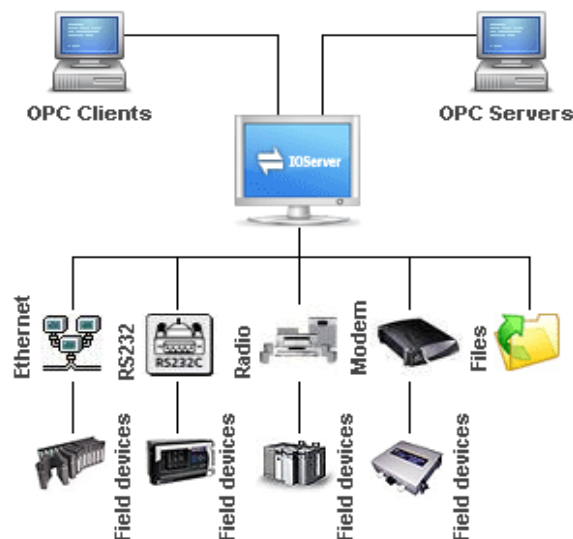 OPC Clients
OPC Servers
IOServer
Ethernet
RS232
RS232C
Radio
Modem
Files
Field devices
Field devices
Field devices
Field devices